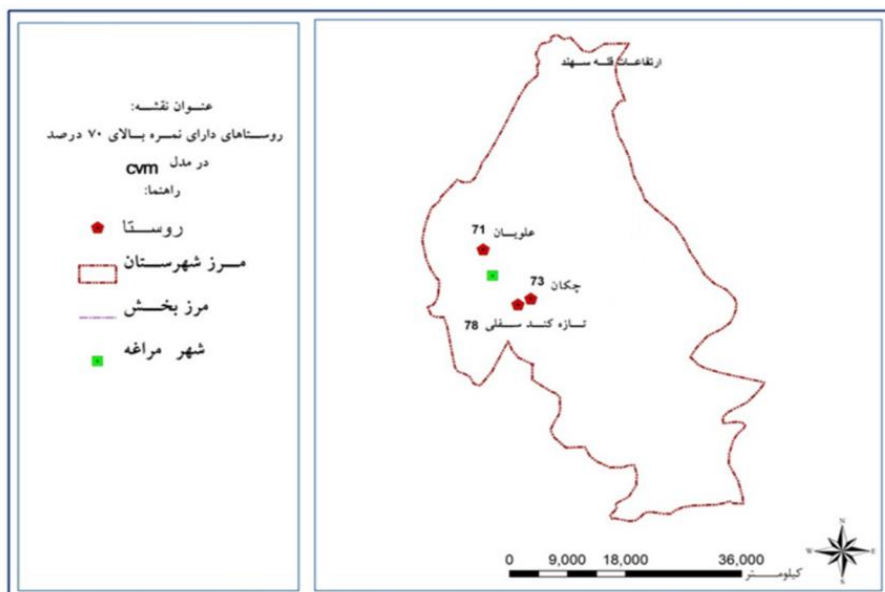 عنوان نقشه:
روستاهای دارای نمره بالای ۷۰ درصد
در مدل cvm
راهنما:
روستا
مرز شهرستان
مرز بخش
شهر مراغه
ارتفاعات قله سهند
علویان 71
چکان 73
تازه کند سفلی 78
0 9,000 18,000 36,000
کیلومتر
N
W E
S